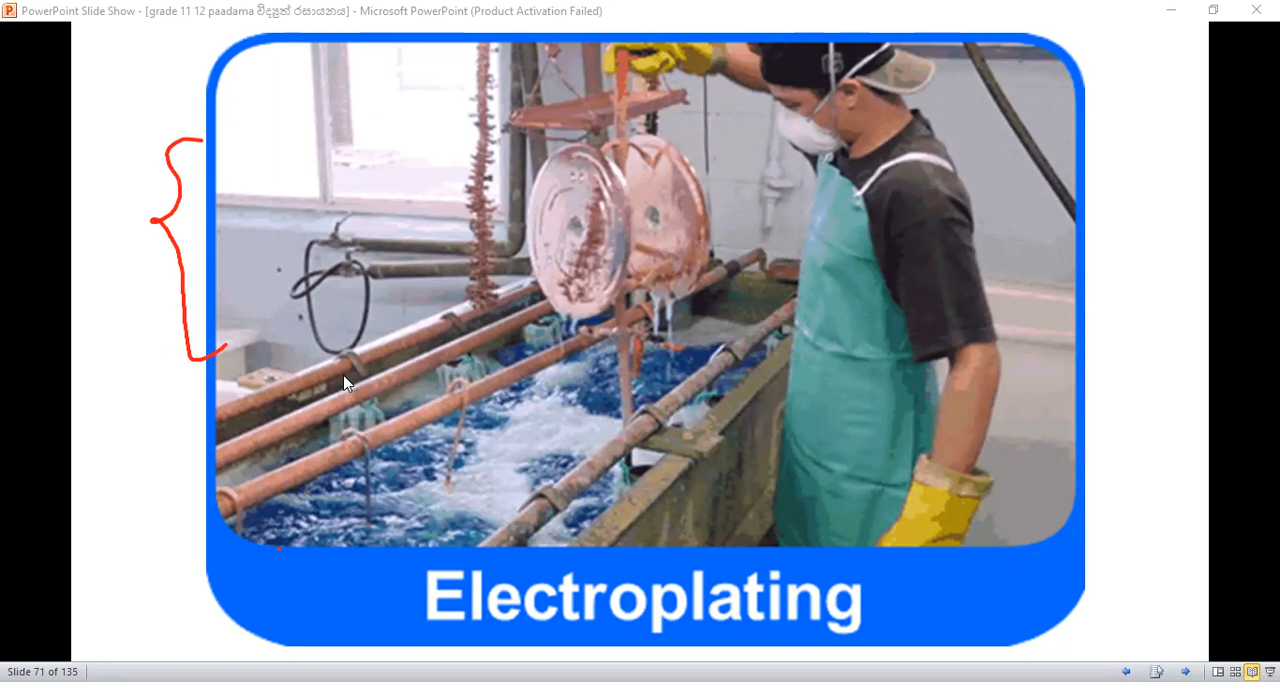 PowerPoint Slide Show - [grade 11 12 paadama විද්‍යුත් රසායනය] - Microsoft PowerPoint (Product Activation Failed)
Electroplating
Slide 71 of 135